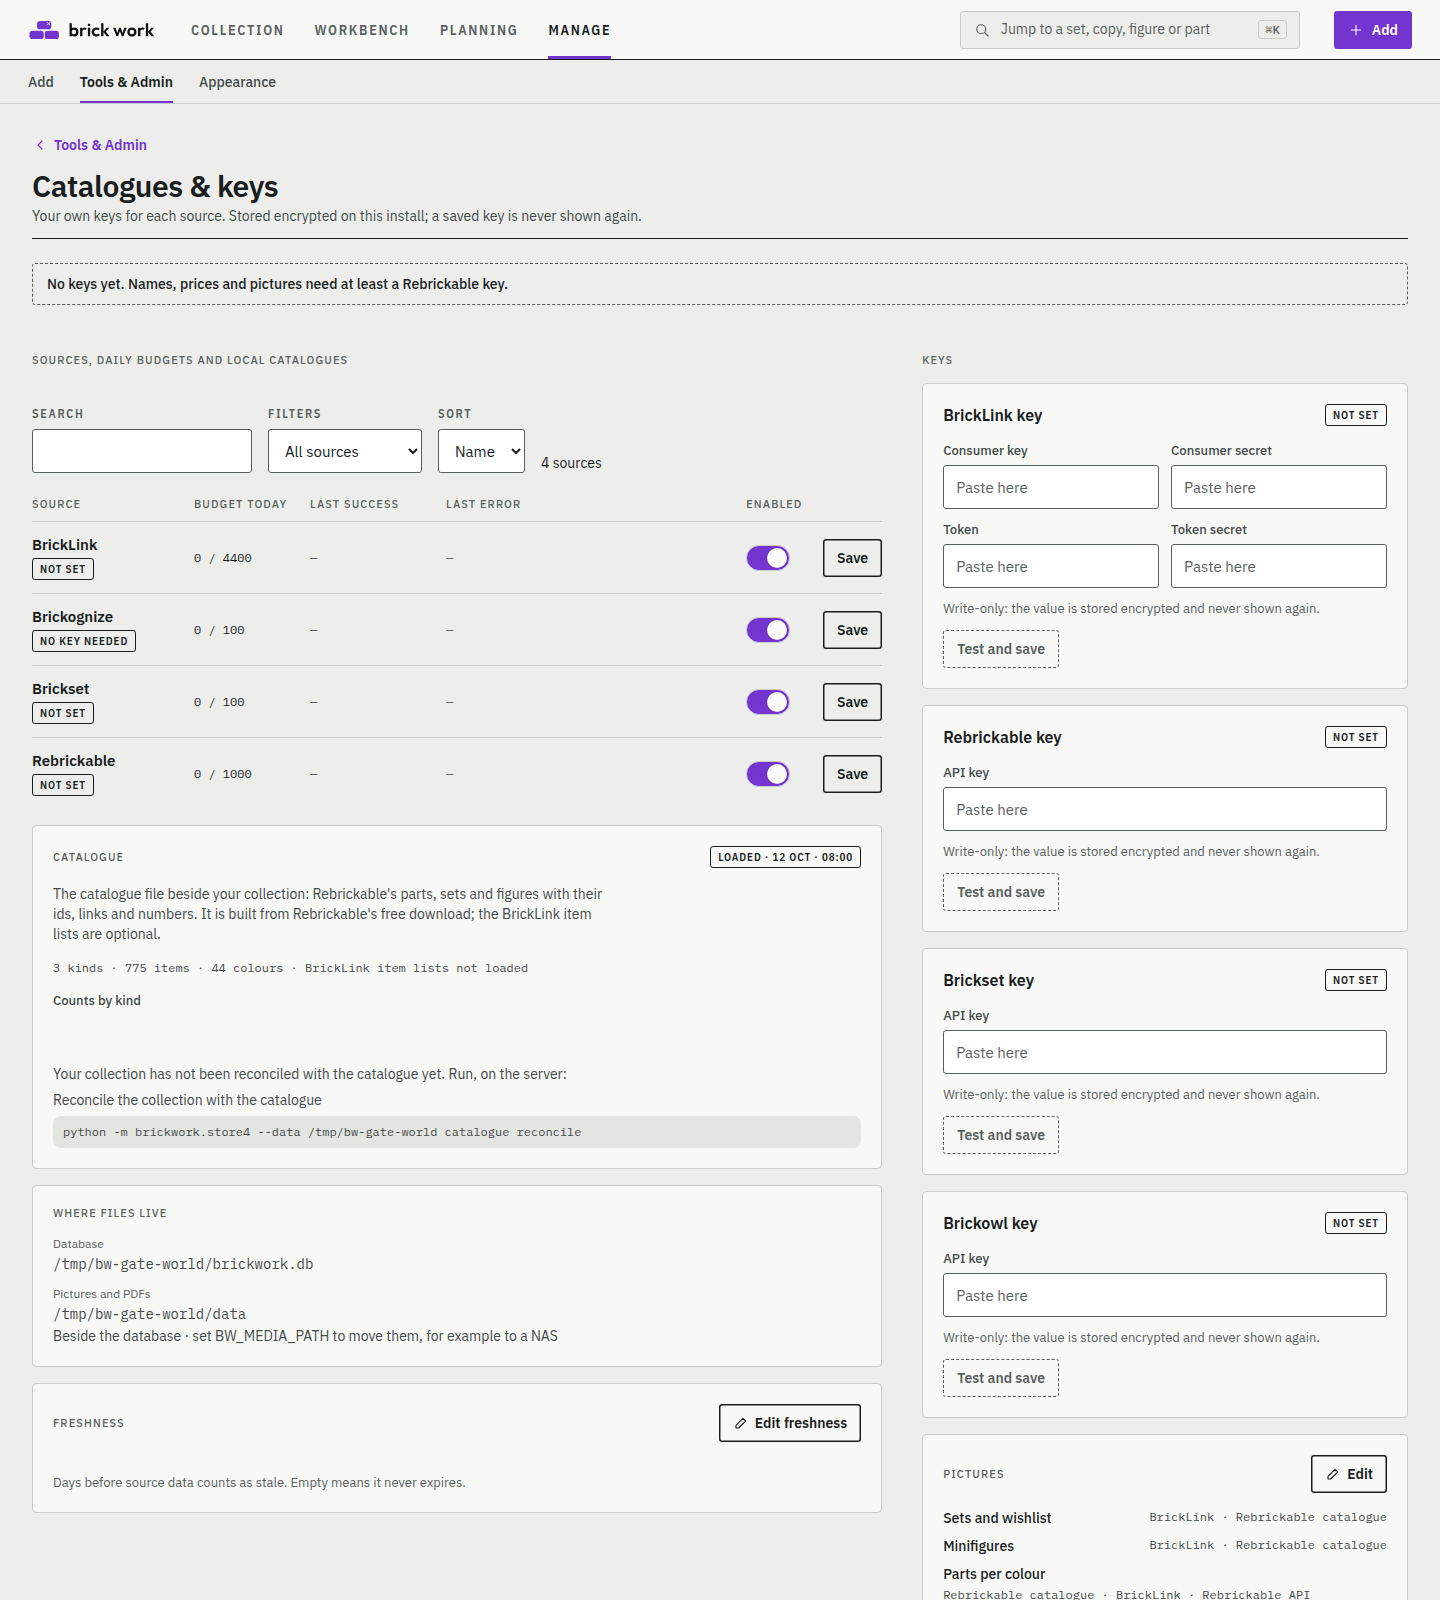 brick work
COLLECTION
WORKBENCH
PLANNING
MANAGE
Jump to a set, copy, figure or part
⌘K
Add
Add
Tools & Admin
Appearance
Tools & Admin
Catalogues & keys
Your own keys for each source. Stored encrypted on this install; a saved key is never shown again.
No keys yet. Names, prices and pictures need at least a Rebrickable key.
SOURCES, DAILY BUDGETS AND LOCAL CATALOGUES
SEARCH
FILTERS
SORT
All sources
Name
4 sources
SOURCE BUDGET TODAY LAST SUCCESS LAST ERROR ENABLED
BrickLink
NOT SET
0 / 4400 — —
Save
Brickognize
NO KEY NEEDED
0 / 100 — —
Save
Brickset
NOT SET
0 / 100 — —
Save
Rebrickable
NOT SET
0 / 1000 — —
Save
CATALOGUE
LOADED · 12 OCT · 08:00
The catalogue file beside your collection: Rebrickable's parts, sets and figures with their
ids, links and numbers. It is built from Rebrickable's free download; the BrickLink item
lists are optional.
3 kinds · 775 items · 44 colours · BrickLink item lists not loaded
Counts by kind
Your collection has not been reconciled with the catalogue yet. Run, on the server:
Reconcile the collection with the catalogue
python -m brickwork.store4 --data /tmp/bw-gate-world catalogue reconcile
WHERE FILES LIVE
Database
/tmp/bw-gate-world/brickwork.db
Pictures and PDFs
/tmp/bw-gate-world/data
Beside the database · set BW_MEDIA_PATH to move them, for example to a NAS
FRESHNESS
Edit freshness
Days before source data counts as stale. Empty means it never expires.
KEYS
BrickLink key
NOT SET
Consumer key
Consumer secret
Paste here
Paste here
Token
Token secret
Paste here
Paste here
Write-only: the value is stored encrypted and never shown again.
Test and save
Rebrickable key
NOT SET
API key
Paste here
Write-only: the value is stored encrypted and never shown again.
Test and save
Brickset key
NOT SET
API key
Paste here
Write-only: the value is stored encrypted and never shown again.
Test and save
Brickowl key
NOT SET
API key
Paste here
Write-only: the value is stored encrypted and never shown again.
Test and save
PICTURES
Edit
Sets and wishlist
BrickLink · Rebrickable catalogue
Minifigures
BrickLink · Rebrickable catalogue
Parts per colour
Rebrickable catalogue · BrickLink · Rebrickable API